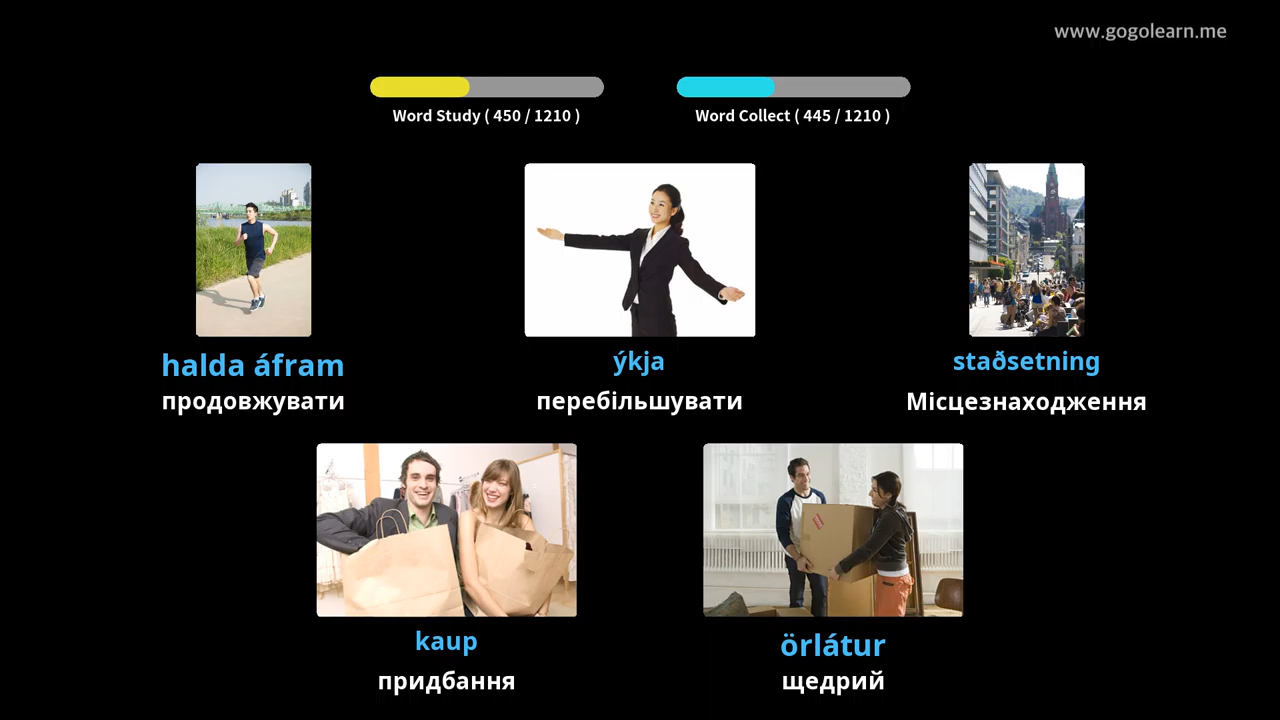 www.gogolearn.me
Word Study ( 450 / 1210 )
Word Collect ( 445 / 1210 )
halda áfram
продовжувати
ýkja
перебільшувати
staðsetning
Місцезнаходження
kaup
придбання
örlátur
щедрий